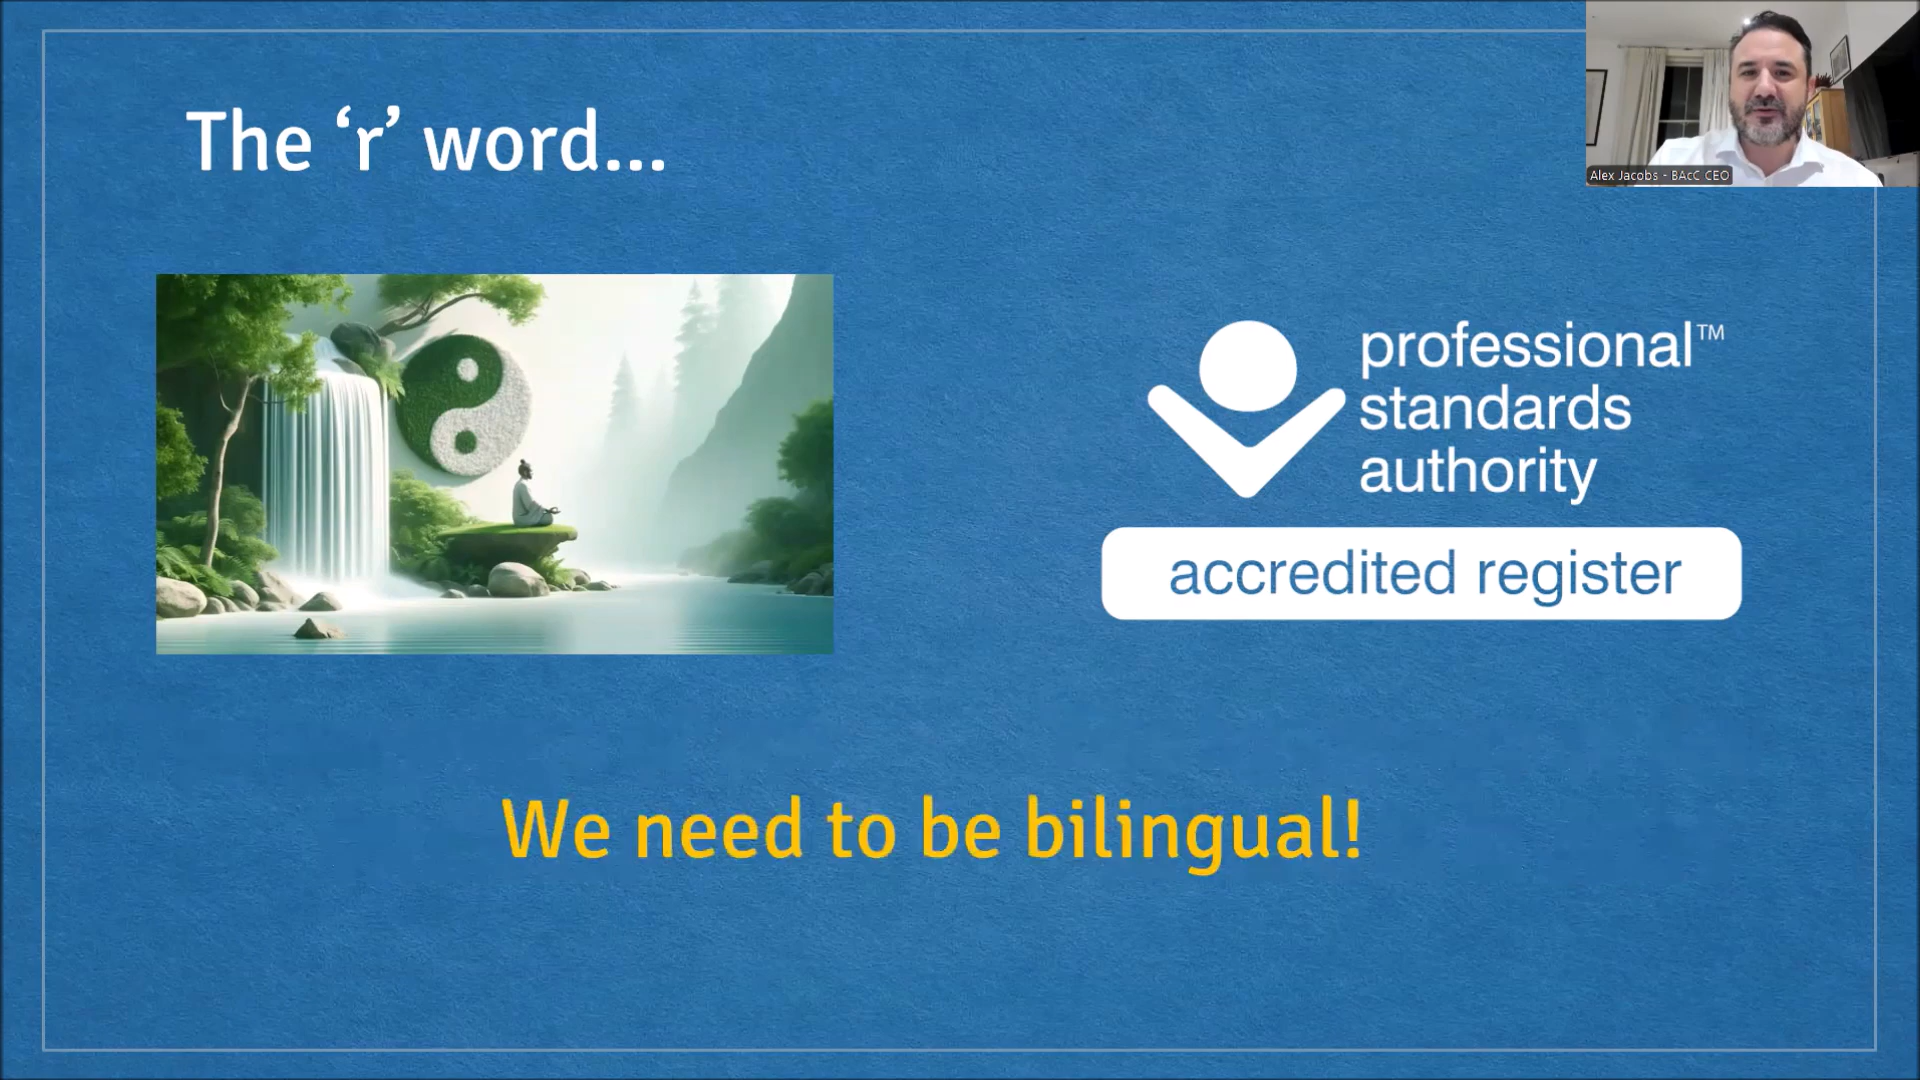 The ‘r’ word...
Alex Jacobs - BAcC CEO
professional™
standards
authority
accredited register
We need to be bilingual!